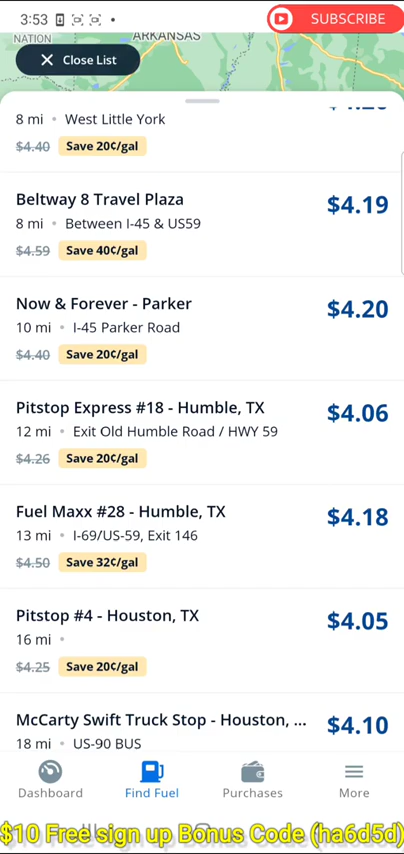 3:53
SUBSCRIBE
NATION
ARKANSAS
Close List
8 mi • West Little York
$4.40 Save 20¢/gal
Beltway 8 Travel Plaza
$4.19
8 mi • Between I-45 & US59
$4.59 Save 40¢/gal
Now & Forever - Parker
$4.20
10 mi • I-45 Parker Road
$4.40 Save 20¢/gal
Pitstop Express #18 - Humble, TX
$4.06
12 mi • Exit Old Humble Road / HWY 59
$4.26 Save 20¢/gal
Fuel Maxx #28 - Humble, TX
$4.18
13 mi • I-69/US-59, Exit 146
$4.50 Save 32¢/gal
Pitstop #4 - Houston, TX
$4.05
16 mi •
$4.25 Save 20¢/gal
McCarty Swift Truck Stop - Houston, ...
$4.10
18 mi • US-90 BUS
Dashboard
Find Fuel
Purchases
More
$10 Free sign up Bonus Code (ha6d5d)